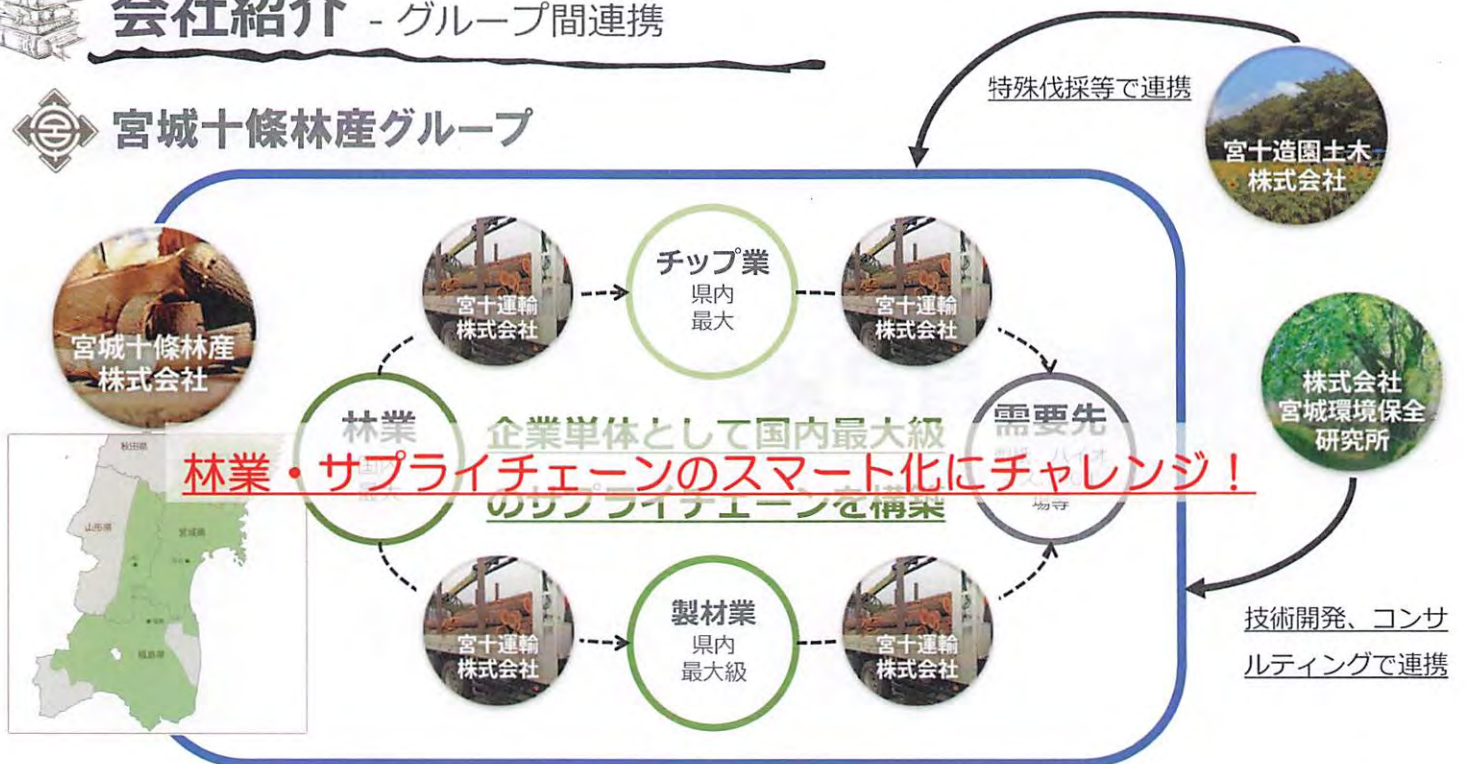 会社紹介 - グループ間連携
宮城十條林産グループ
特殊伐採等で連携
宮十造園土木
株式会社
宮城十條林産
株式会社
宮十運輸
株式会社
チップ業
県内
最大
宮十運輸
株式会社
株式会社
宮城環境保全
研究所
林業
最大
企業単体として国内最大級
のサプライチェーンを構築
需要先
場等
林業・サプライチェーンのスマート化にチャレンジ！
秋田県
山形県
宮城県
福島県
宮十運輸
株式会社
製材業
県内
最大級
宮十運輸
株式会社
技術開発、コンサ
ルティングで連携